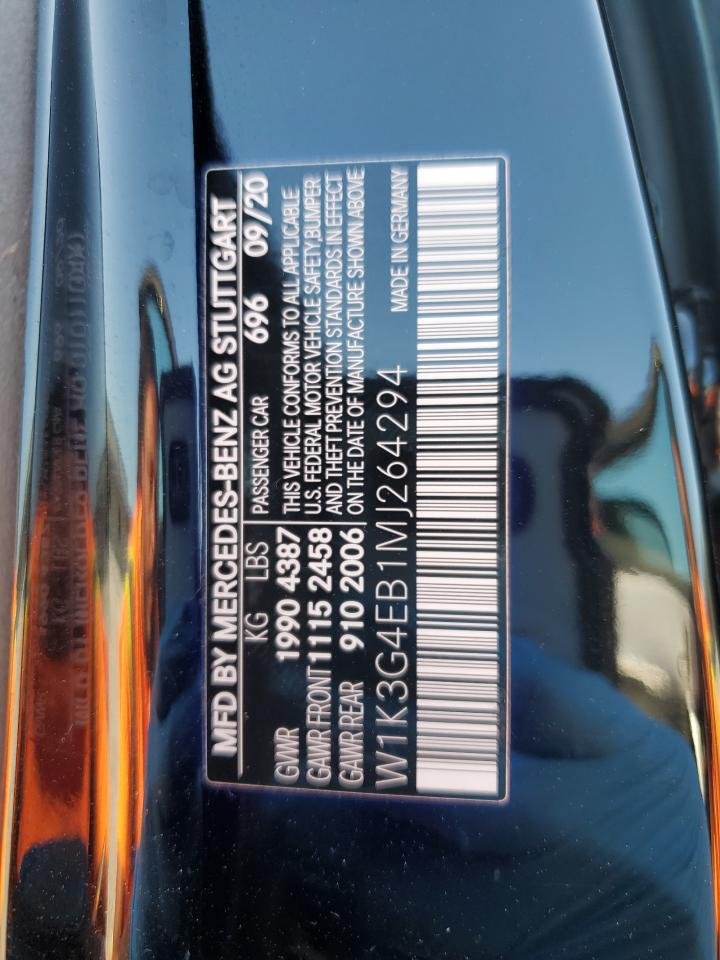 MFD BY MERCEDES-BENZ AG STUTTGART
KG LBS PASSENGER CAR 696 09/20
GWR 1990 4387 THIS VEHICLE CONFORMS TO ALL APPLICABLE
U.S. FEDERAL MOTOR VEHICLE SAFETY, BUMPER
GAWR FRONT 1115 2458 AND THEFT PREVENTION STANDARDS IN EFFECT
GAWR REAR 910 2006 ON THE DATE OF MANUFACTURE SHOWN ABOVE
W1K3G4EB1MJ264294 MADE IN GERMANY